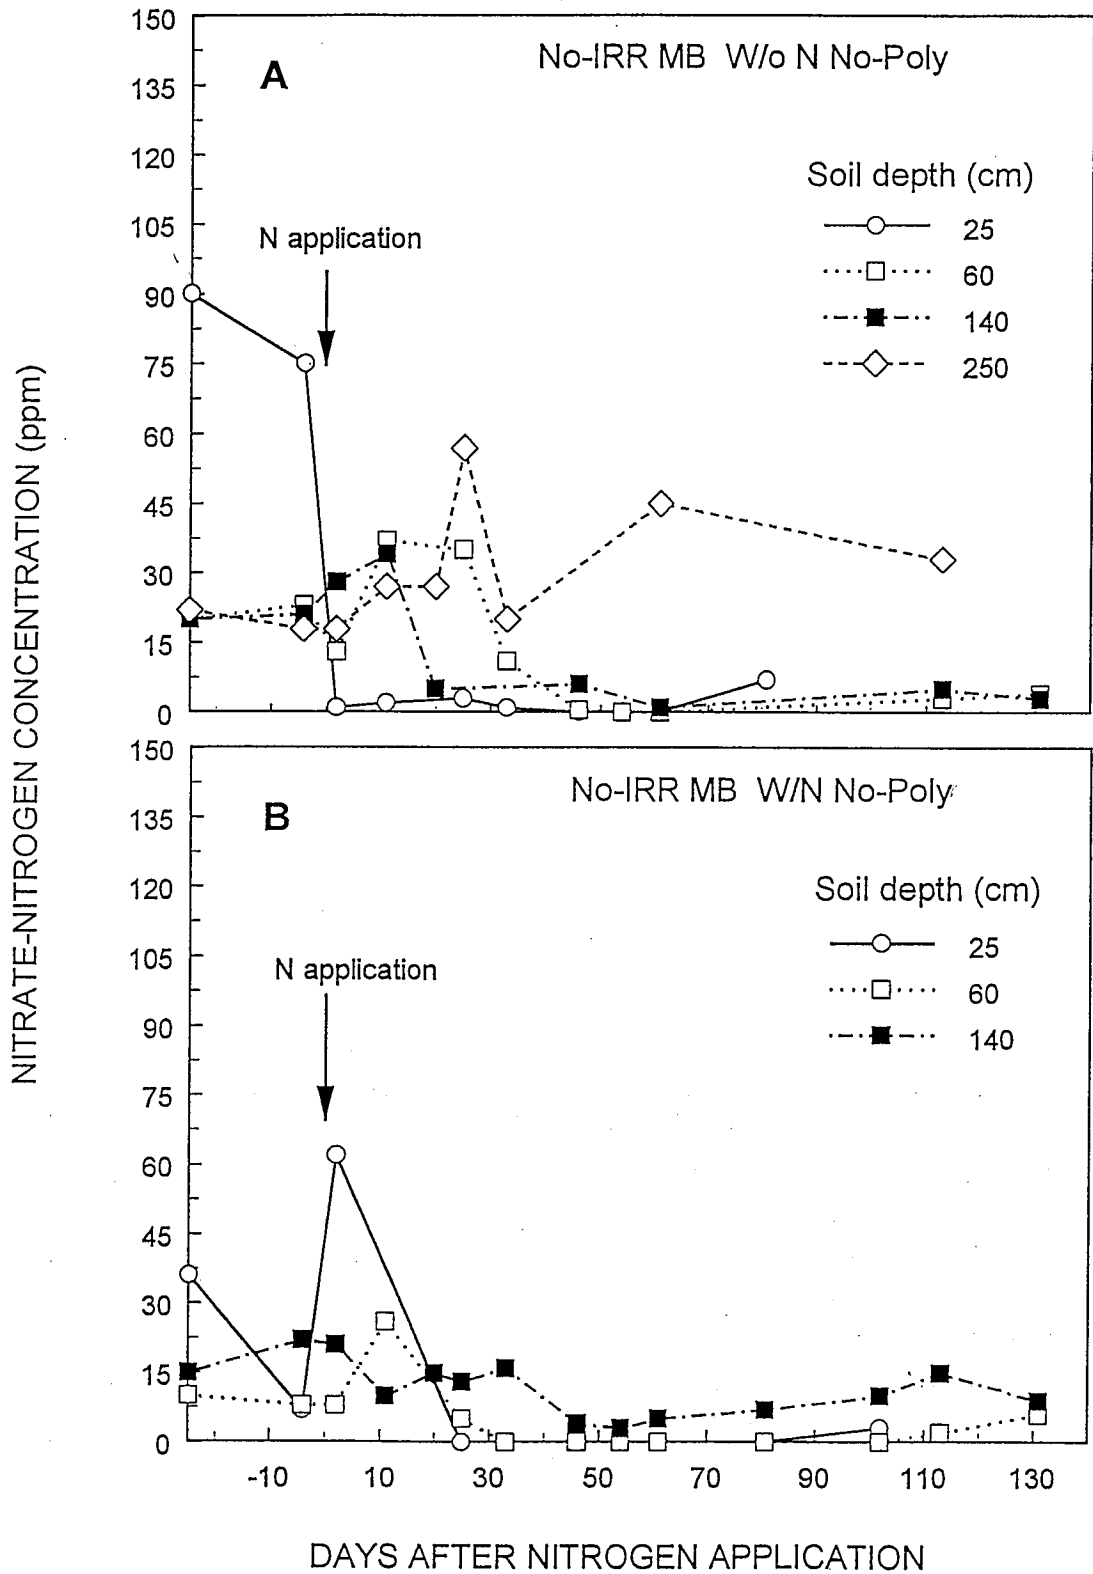 150
135
120
105
90
75
60
45
30
15
0
A
No-IRR MB W/o N No-Poly
N application
Soil depth (cm)
25
60
140
250
NITRATE-NITROGEN CONCENTRATION (ppm)
150
135
120
105
90
75
60
45
30
15
0
B
No-IRR MB W/N No-Poly
N application
Soil depth (cm)
25
60
140
-10 10 30 50 70 90 110 130
DAYS AFTER NITROGEN APPLICATION